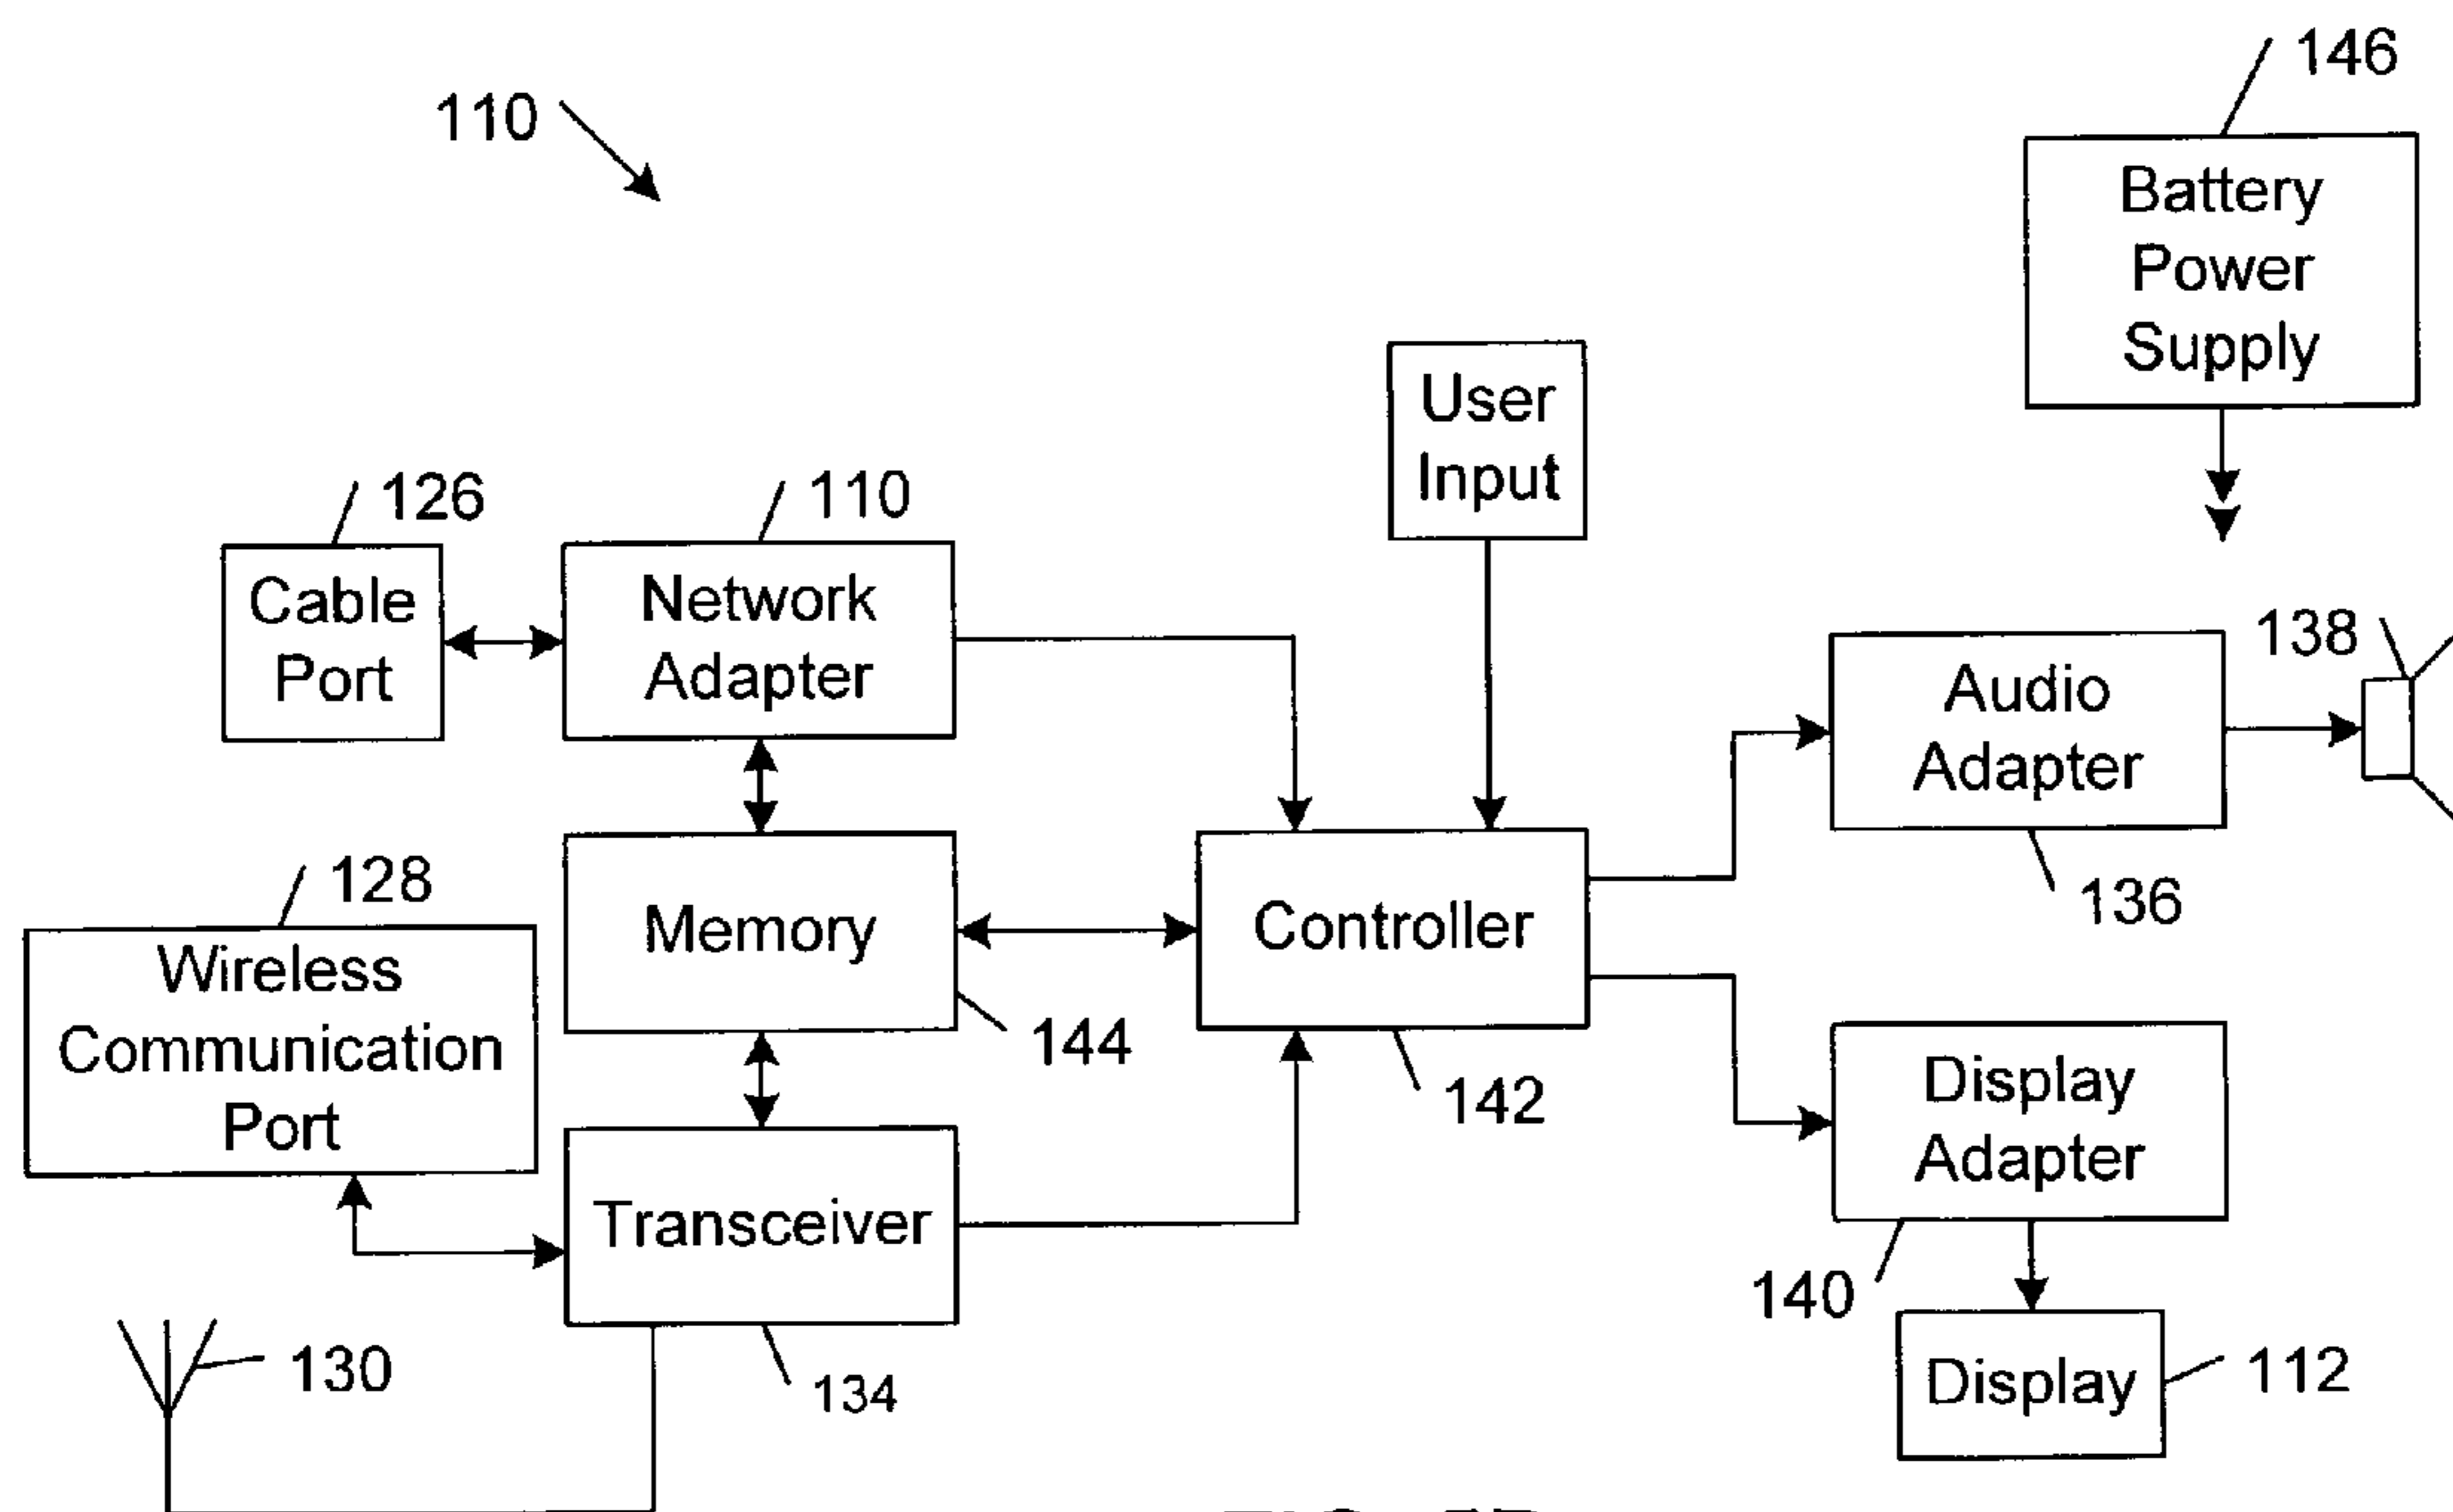 146
110
Battery
Power
Supply
User
Input
126
110
Cable
Port
Network
Adapter
138
Audio
Adapter
136
128
Wireless
Communication
Port
Memory
144
Controller
142
Display
Adapter
140
Transceiver
134
130
Display
112